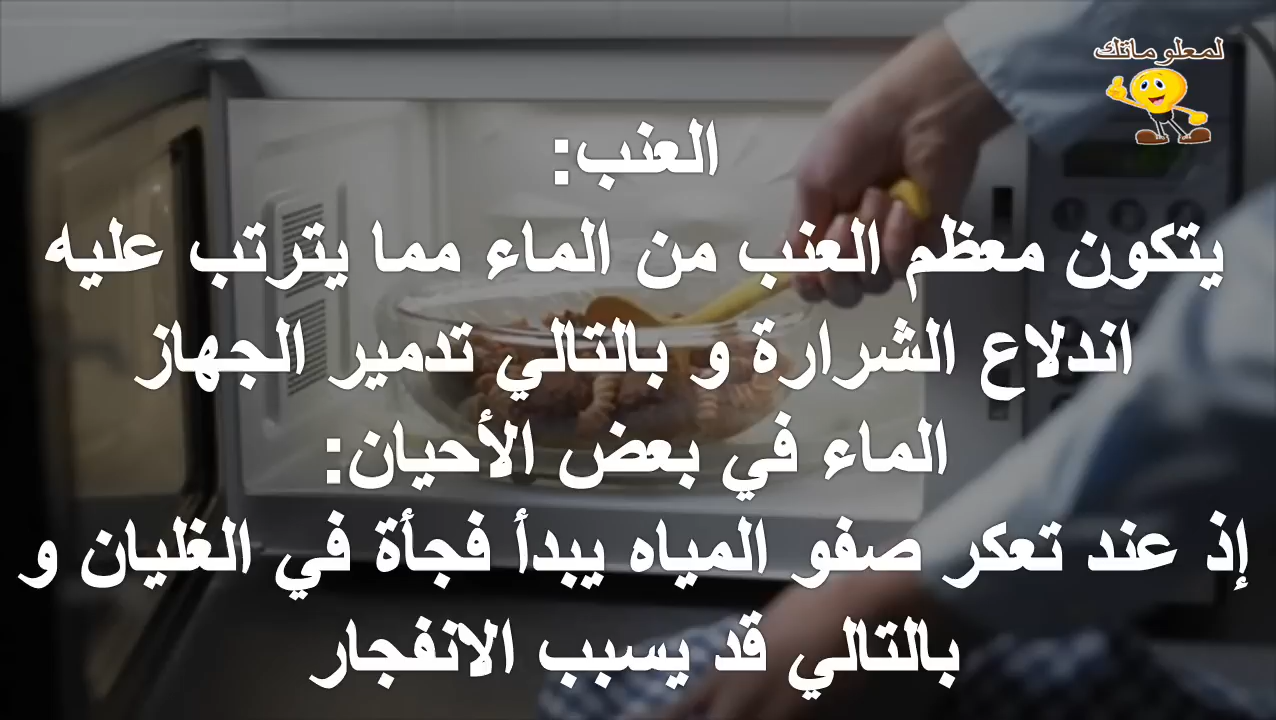 لمعلوماتك
العنب:
يتكون معظم العنب من الماء مما يترتب عليه
اندلاع الشرارة و بالتالي تدمير الجهاز
الماء في بعض الأحيان:
إذ عند تعكر صفو المياه يبدأ فجأة في الغليان و
بالتالي قد يسبب الانفجار